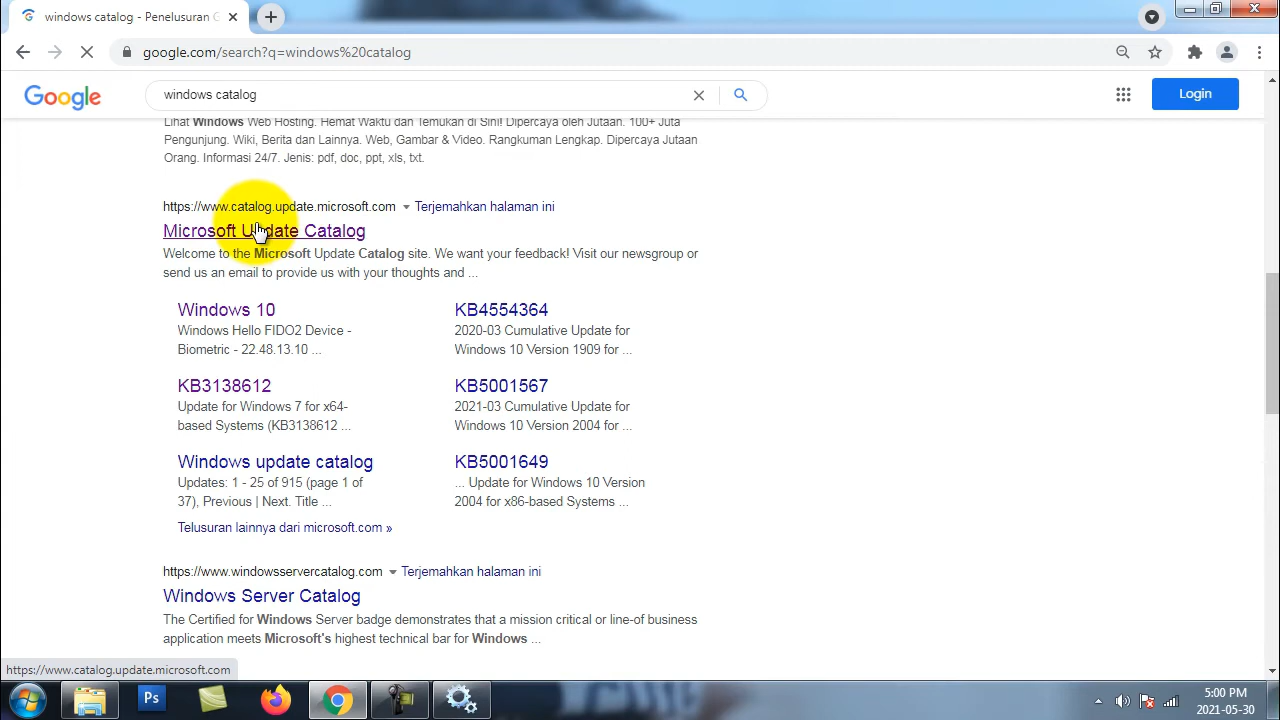 windows catalog - Penelusuran G
google.com/search?q=windows%20catalog
Google
windows catalog
Login
Lihat Windows Web Hosting. Hemat Waktu dan Temukan di Sini! Dipercaya oleh Jutaan. 100+ Juta
Pengunjung. Wiki, Berita dan Lainnya. Web, Gambar & Video. Rangkuman Lengkap. Dipercaya Jutaan
Orang. Informasi 24/7. Jenis: pdf, doc, ppt, xls, txt.
https://www.catalog.update.microsoft.com Terjemahkan halaman ini
Microsoft Update Catalog
Welcome to the Microsoft Update Catalog site. We want your feedback! Visit our newsgroup or
send us an email to provide us with your thoughts and ...
Windows 10
Windows Hello FIDO2 Device -
Biometric - 22.48.13.10 ...
KB4554364
2020-03 Cumulative Update for
Windows 10 Version 1909 for ...
KB3138612
Update for Windows 7 for x64-
based Systems (KB3138612 ...
KB5001567
2021-03 Cumulative Update for
Windows 10 Version 2004 for ...
Windows update catalog
Updates: 1 - 25 of 915 (page 1 of
37), Previous | Next. Title ...
KB5001649
... Update for Windows 10 Version
2004 for x86-based Systems ...
Telusuran lainnya dari microsoft.com »
https://www.windowsservercatalog.com Terjemahkan halaman ini
Windows Server Catalog
The Certified for Windows Server badge demonstrates that a mission critical or line-of business
application meets Microsoft's highest technical bar for Windows ...
https://www.catalog.update.microsoft.com
Ps
5:00 PM
2021-05-30